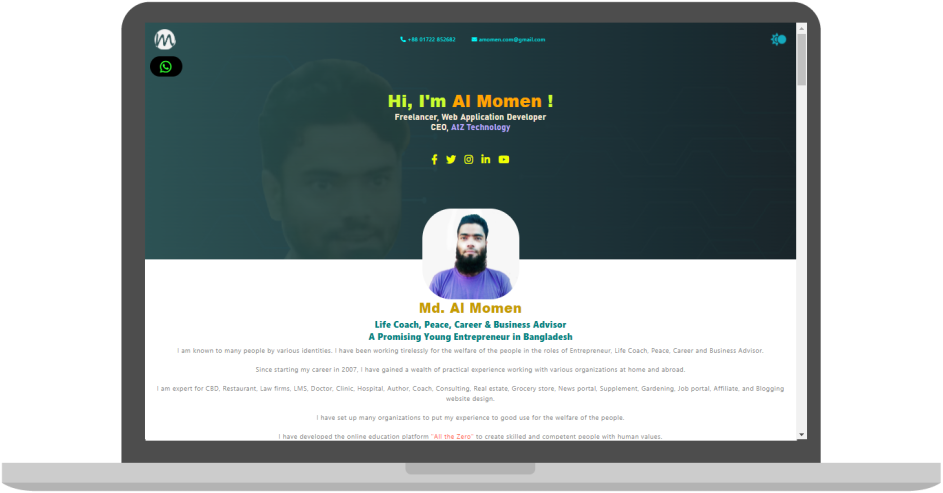 +88 01722 852682 amomen.com@gmail.com
Hi, I'm Al Momen !
Freelancer, Web Application Developer
CEO, AtZ Technology
Md. Al Momen
Life Coach, Peace, Career & Business Advisor
A Promising Young Entrepreneur in Bangladesh
I am known to many people by various identities. I have been working tirelessly for the welfare of the people in the roles of Entrepreneur, Life Coach, Peace, Career and Business Advisor.
Since starting my career in 2007, I have gained a wealth of practical experience working with various organizations at home and abroad.
I am expert for CBD, Restaurant, Law firms, LMS, Doctor, Clinic, Hospital, Author, Coach, Consulting, Real estate, Grocery store, News portal, Supplement, Gardening, Job portal, Affiliate, and Blogging
website design.
I have set up many organizations to put my experience to good use for the welfare of the people.
I have developed the online education platform "All the Zero" to create skilled and competent people with human values.